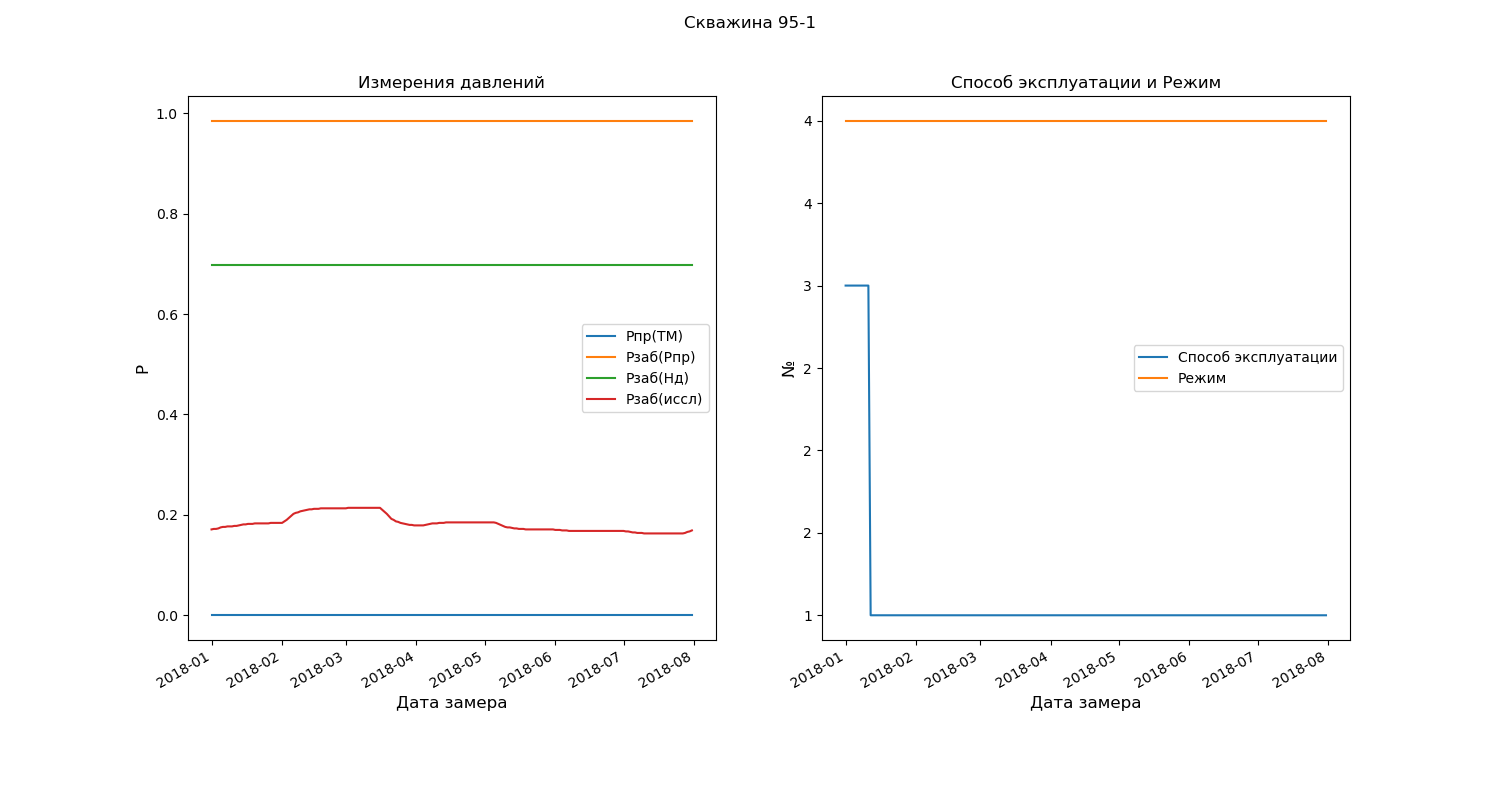 Скважина 95-1
Измерения давлений
1.0
0.8
0.6
0.4
0.2
0.0
P
Рпр(ТМ)
Рзаб(Рпр)
Рзаб(Нд)
Рзаб(иссл)
2018-01
2018-02
2018-03
2018-04
2018-05
2018-06
2018-07
2018-08
Дата замера
Способ эксплуатации и Режим
4
4
3
2
2
2
1
№
Способ эксплуатации
Режим
2018-01
2018-02
2018-03
2018-04
2018-05
2018-06
2018-07
2018-08
Дата замера